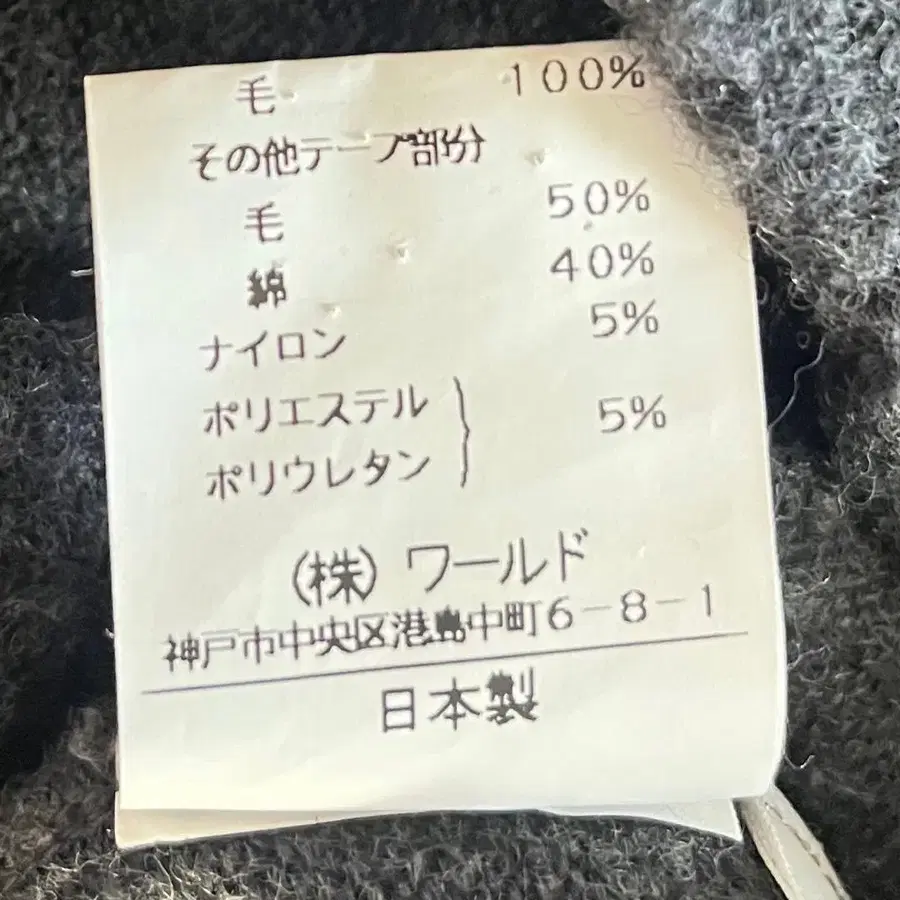 毛 100%
その他テープ部分
毛 50%
綿 40%
ナイロン 5%
ポリエステル
ポリウレタン } 5%
(株) ワールド
神戸市中央区港島中町6-8-1
日本製